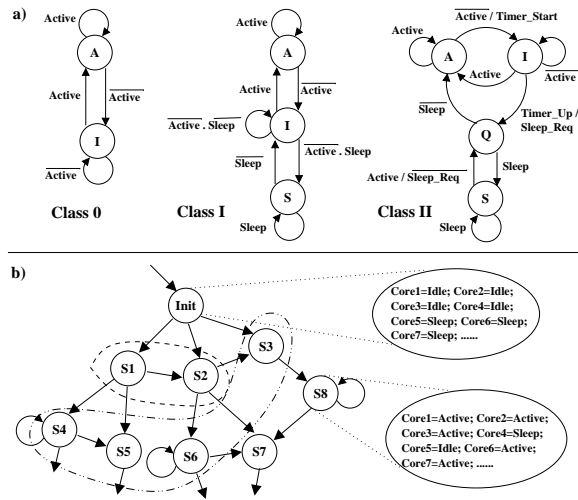 a)
Active
A
Active
Active̅
I
Active̅
Class 0
Active
A
Active
Active̅
Active̅ . Sleep̅
I
Sleep̅
Active̅ . Sleep
S
Sleep
Class I
Active̅ / Timer_Start
Active
A
I
Active
Active̅
Sleep̅
Timer_Up /
Sleep_Req
Q
Active / Sleep_Req̅
Sleep
S
Sleep
Class II
b)
Init
S1
S2
S3
S4
S5
S6
S7
S8
Core1=Idle; Core2=Idle;
Core3=Idle; Core4=Idle;
Core5=Sleep; Core6=Sleep;
Core7=Sleep; ......
Core1=Active; Core2=Active;
Core3=Active; Core4=Sleep;
Core5=Idle; Core6=Active;
Core7=Active; ......